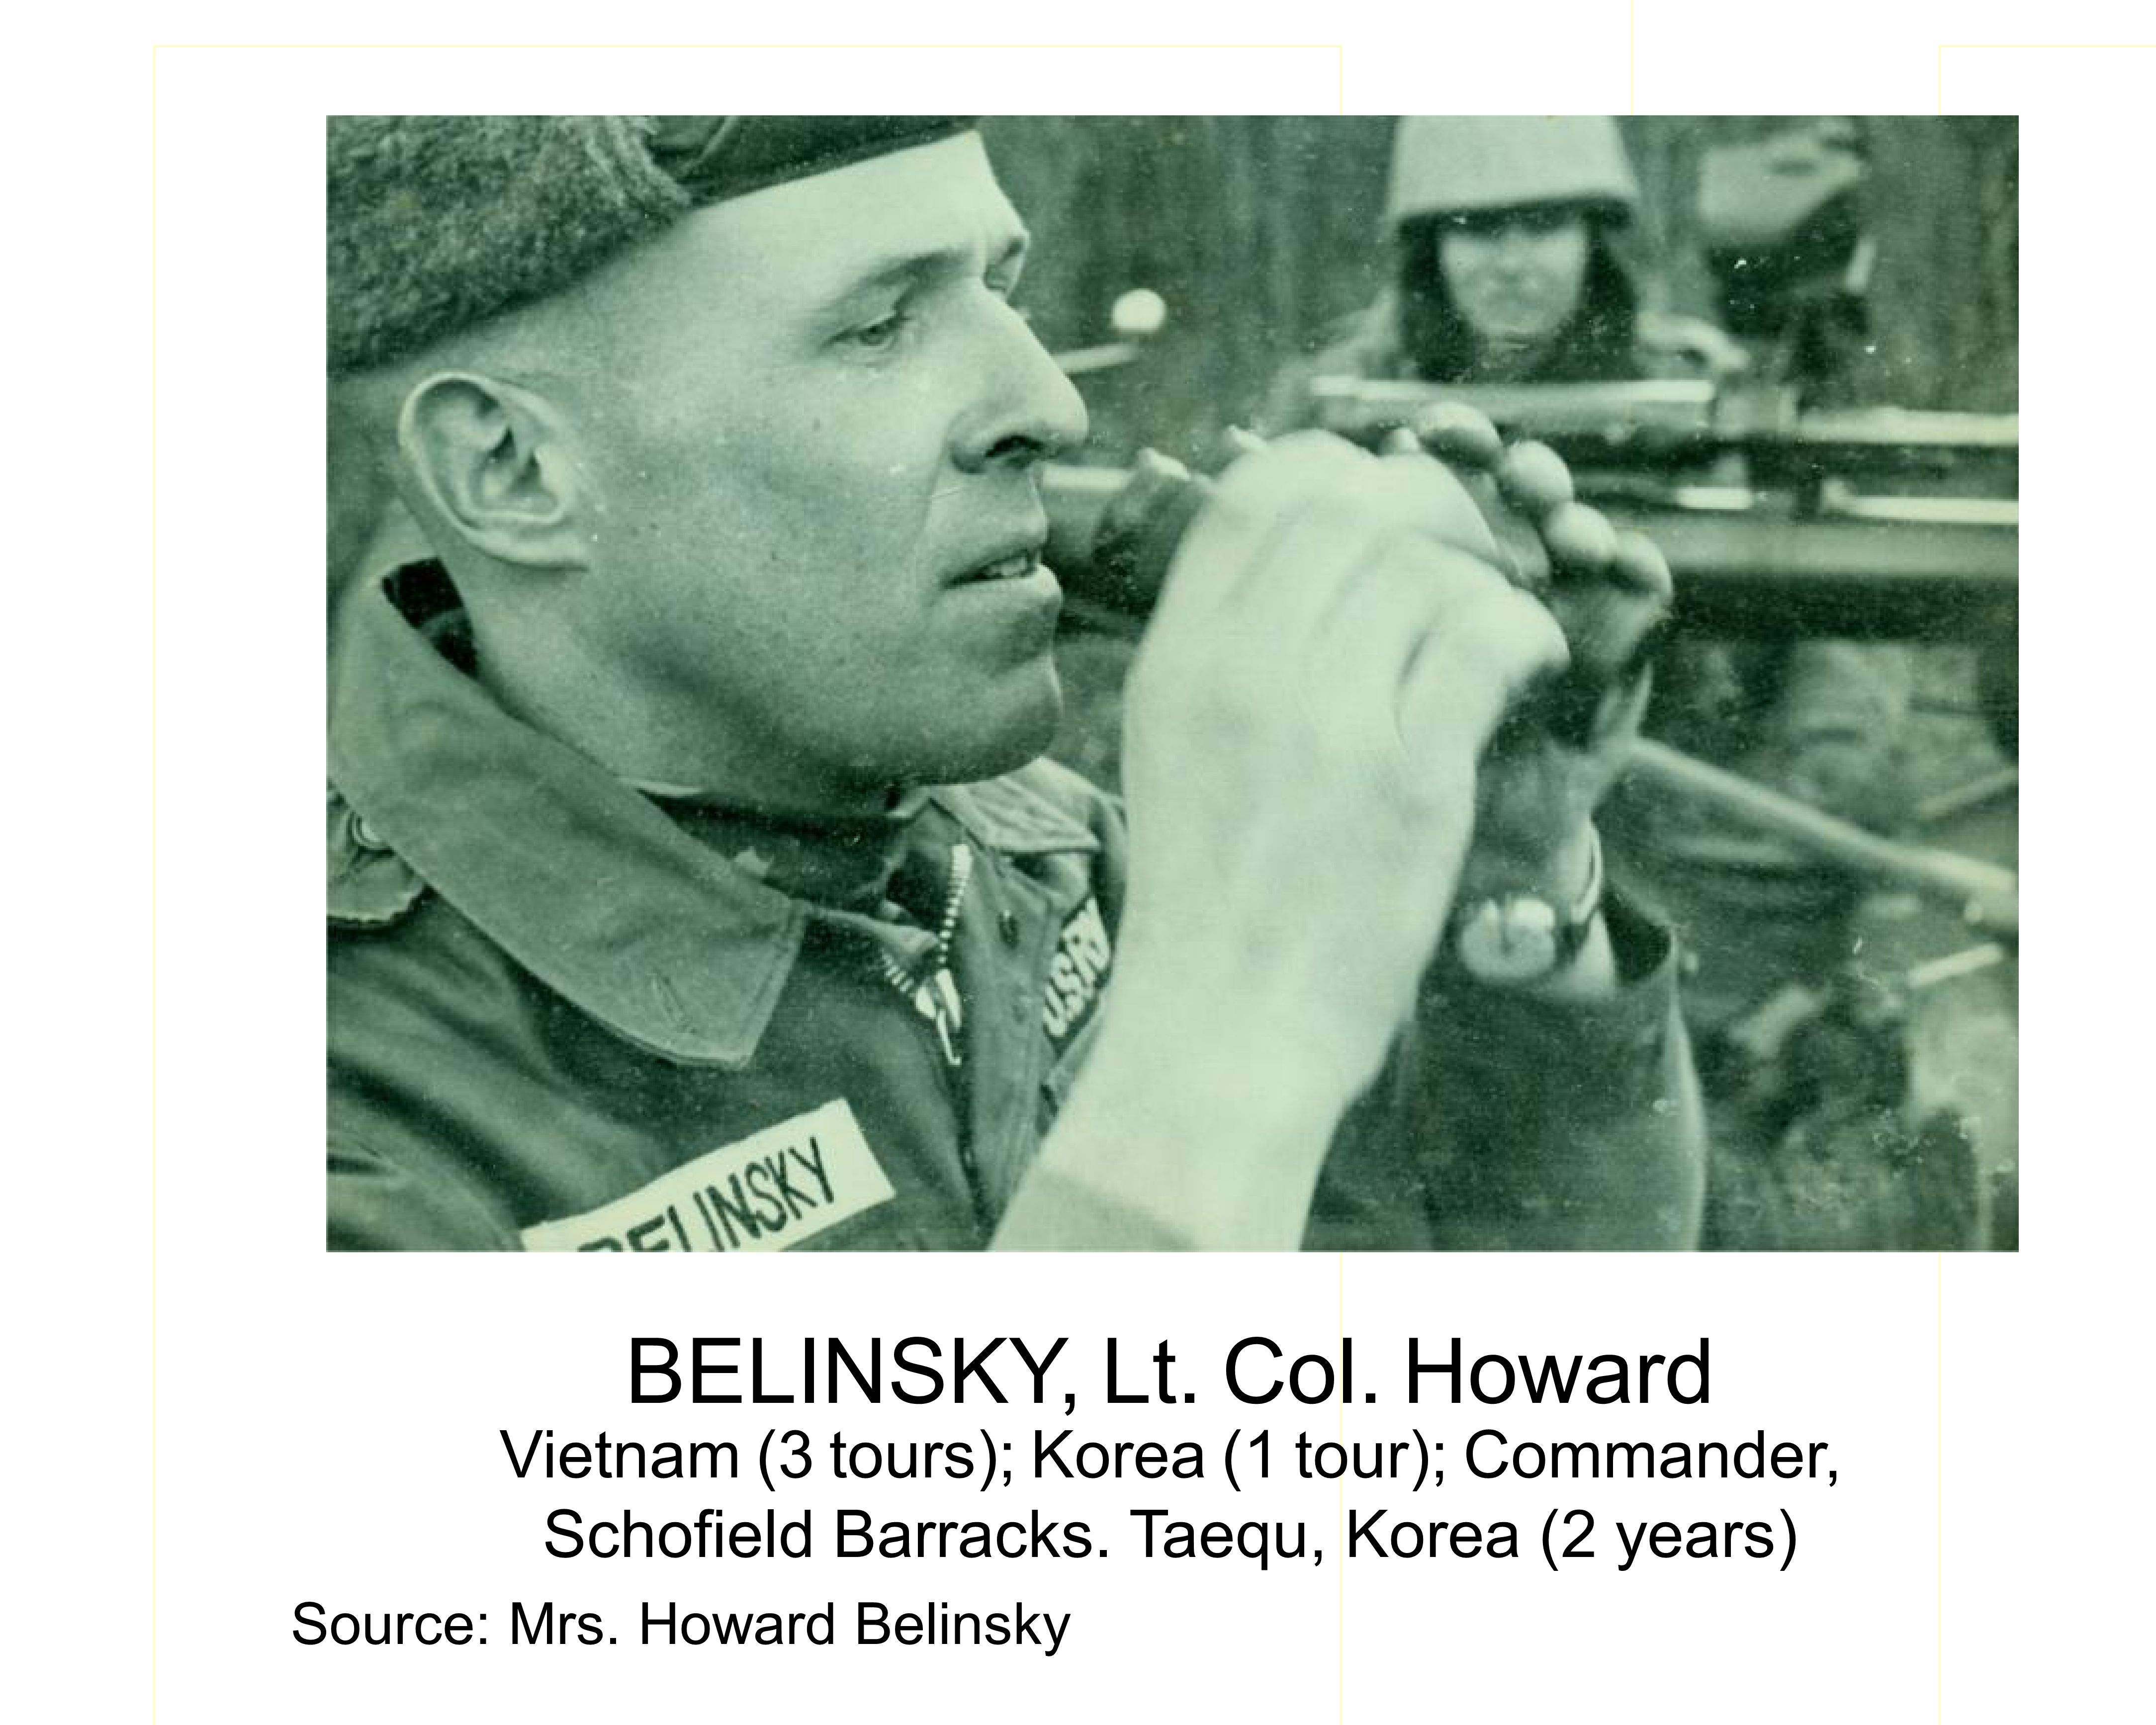 U.S. ARM
BELINSKY
BELINSKY, Lt. Col. Howard
Vietnam (3 tours); Korea (1 tour); Commander,
Schofield Barracks. Taequ, Korea (2 years)
Source: Mrs. Howard Belinsky